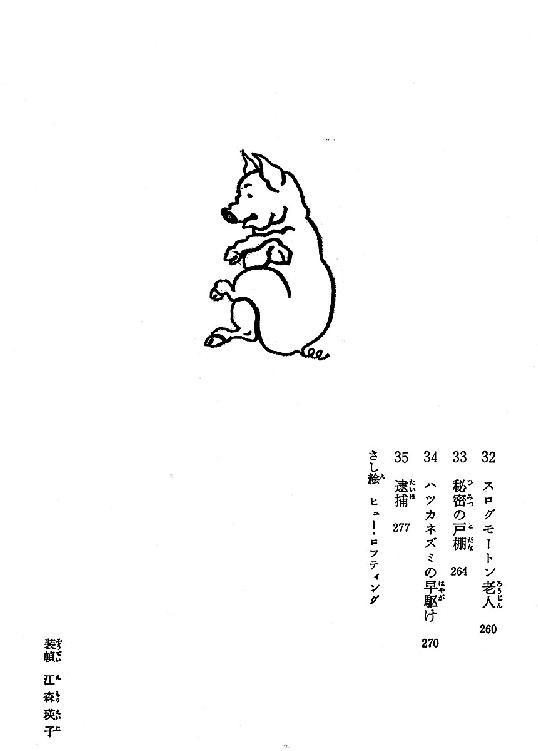 32 スログモートン老人 260
33 秘密の戸棚 264
34 ハツカネズミの早駆け 270
35 逮捕 277
さし絵 ヒュー・ロフティング
装幀 江森瑛子